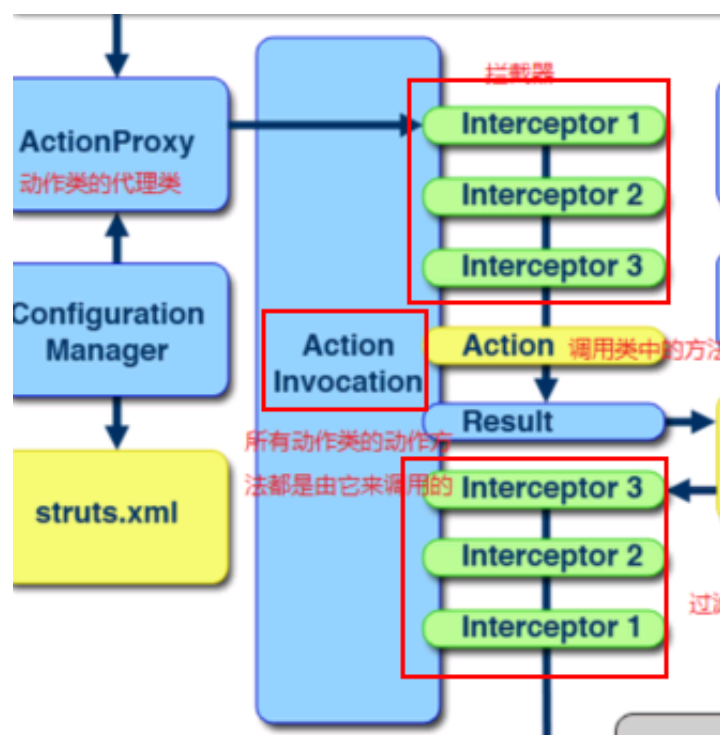 拦截器
Interceptor 1
ActionProxy
动作类的代理类
Interceptor 2
Interceptor 3
Configuration
Manager
Action
Invocation
Action
调用类中的方法
Result
所有动作类的动作方
法都是由它来调用的
struts.xml
Interceptor 3
Interceptor 2
过滤
Interceptor 1